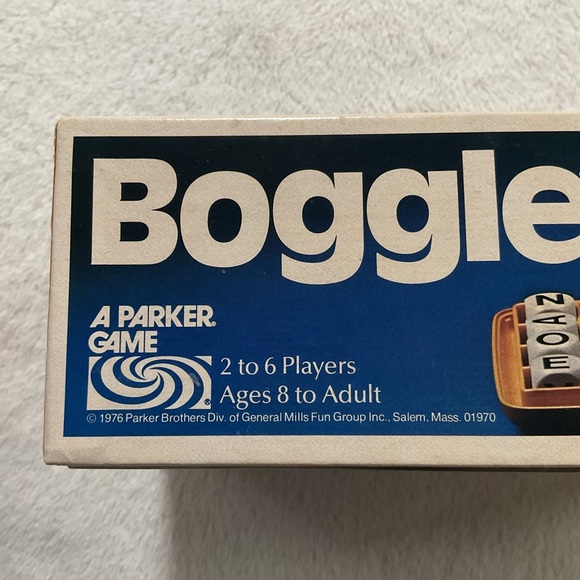 Boggle
A PARKER®
GAME
2 to 6 Players
Ages 8 to Adult
© 1976 Parker Brothers Div. of General Mills Fun Group Inc., Salem, Mass. 01970
N
A
O
E